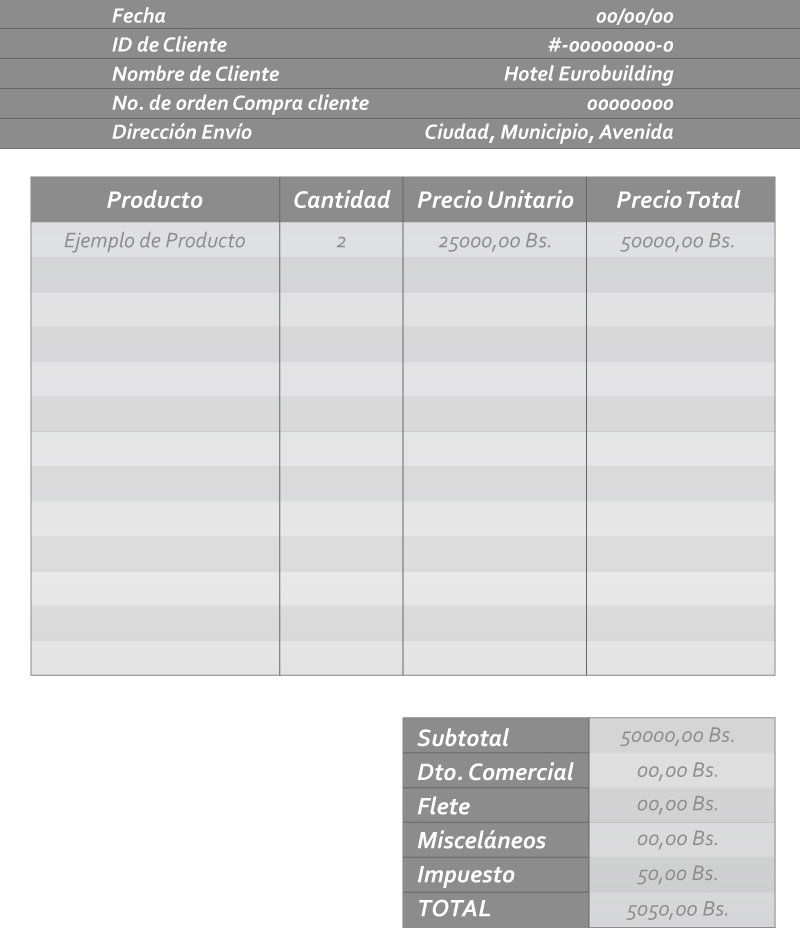 Fecha 00/00/00
ID de Cliente #-00000000-0
Nombre de Cliente Hotel Eurobuilding
No. de orden Compra cliente 00000000
Dirección Envío Ciudad, Municipio, Avenida
Producto Cantidad Precio Unitario Precio Total
Ejemplo de Producto 2 25000,00 Bs. 50000,00 Bs.
Subtotal 50000,00 Bs.
Dto. Comercial 00,00 Bs.
Flete 00,00 Bs.
Misceláneos 00,00 Bs.
Impuesto 50,00 Bs.
TOTAL 5050,00 Bs.